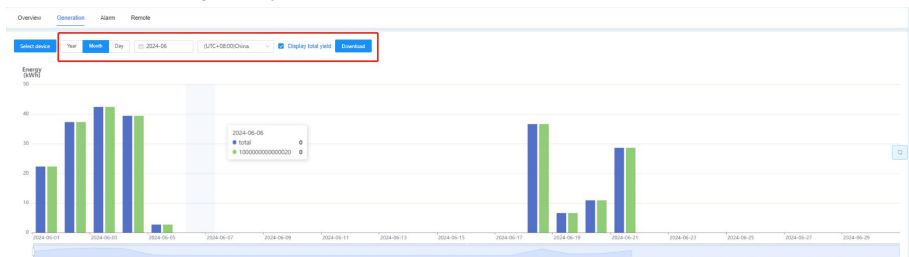 Overview Generation Alarm Remote
Select device Year Month Day 2024-06 (UTC+08:00)China Display total yield Download
Energy
(kWh)
50
40
2024-06-06
total 0
30
1000000000000020 0
20
10
0
2024-06-01 2024-06-03 2024-06-05 2024-06-07 2024-06-09 2024-06-11 2024-06-13 2024-06-15 2024-06-17 2024-06-19 2024-06-21 2024-06-23 2024-06-25 2024-06-27 2024-06-29